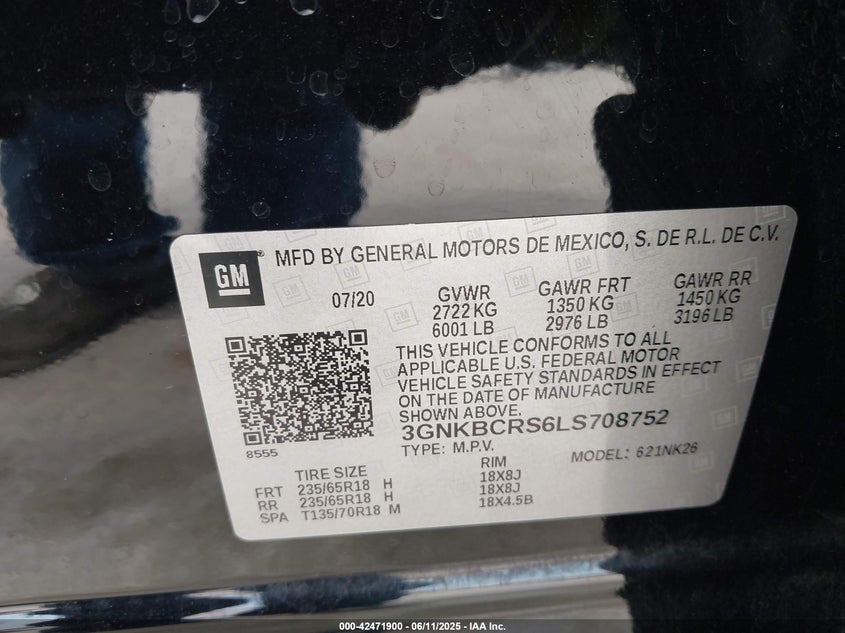 GM
MFD BY GENERAL MOTORS DE MEXICO, S. DE R.L. DE C.V.
07/20 GVWR GAWR FRT GAWR RR
2722 KG 1350 KG 1450 KG
6001 LB 2976 LB 3196 LB
THIS VEHICLE CONFORMS TO ALL
APPLICABLE U.S. FEDERAL MOTOR
VEHICLE SAFETY STANDARDS IN EFFECT
ON THE DATE OF MANUFACTURE
SHOWN ABOVE.
3GNKBCRS6LS708752
8555
TYPE: M.P.V. MODEL: 621NK26
TIRE SIZE RIM
FRT 235/65R18 H 18X8J
RR 235/65R18 H 18X8J
SPA T135/70R18 M 18X4.5B
000-42471900 - 06/11/2025 - IAA Inc.